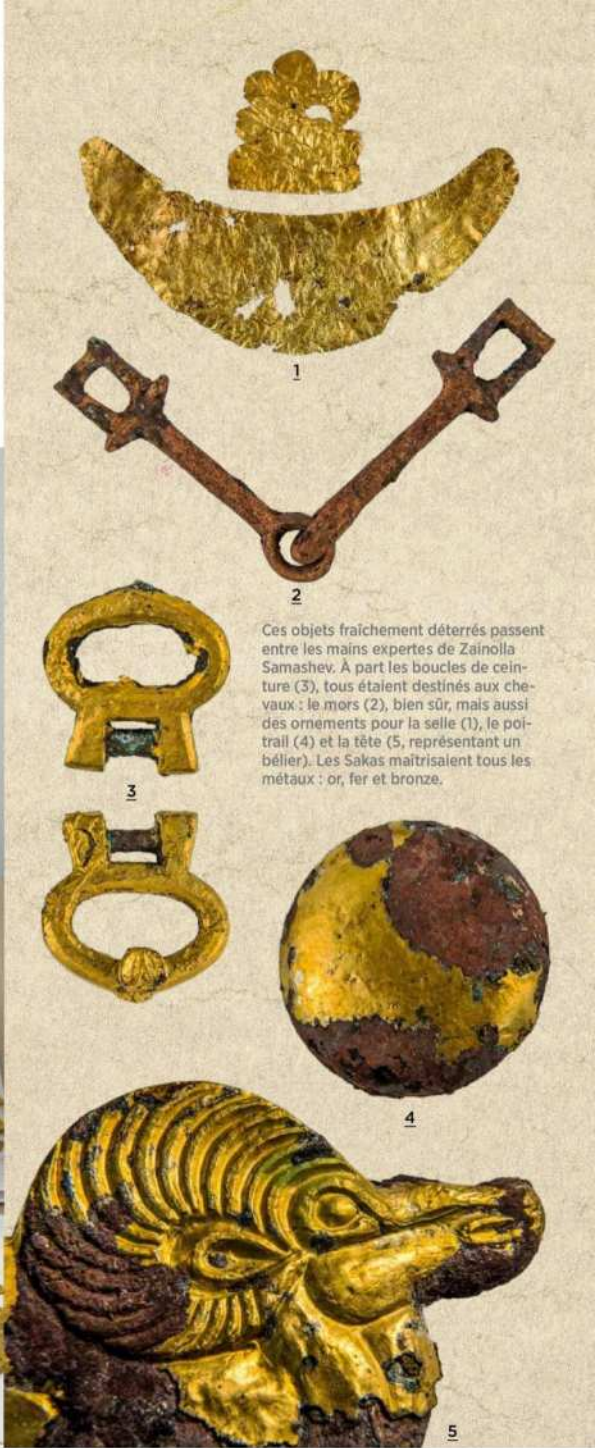 1
2
Ces objets fraîchement déterrés passent
entre les mains expertes de Zainolla
Samashev. À part les boucles de cein-
ture (3), tous étaient destinés aux che-
vaux : le mors (2), bien sûr, mais aussi
des ornements pour la selle (1), le poi-
trail (4) et la tête (5, représentant un
bélier). Les Sakas maîtrisaient tous les
métaux : or, fer et bronze.
3
4
5